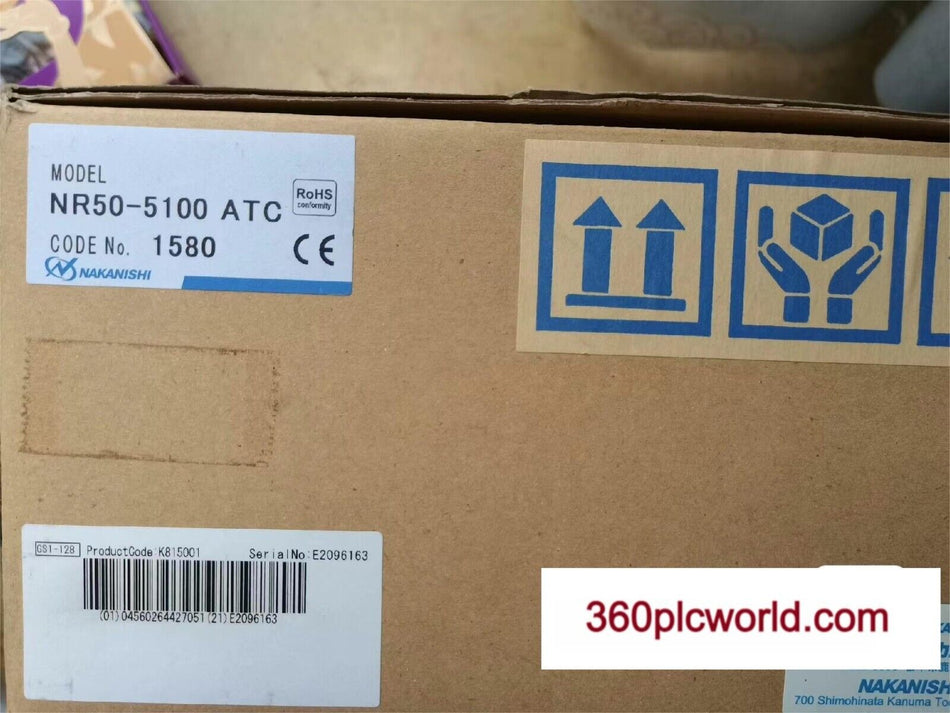 MODEL
NR50-5100 ATC
RoHS
conformity
CODE No. 1580
CE
NAKANISHI
GS1-128 ProductCode:K815001 SerialNo:E2096163
(01)04560264427051(21)E2096163
360plcworld.com
NAKANISHI
700 Shimohinata Kanuma